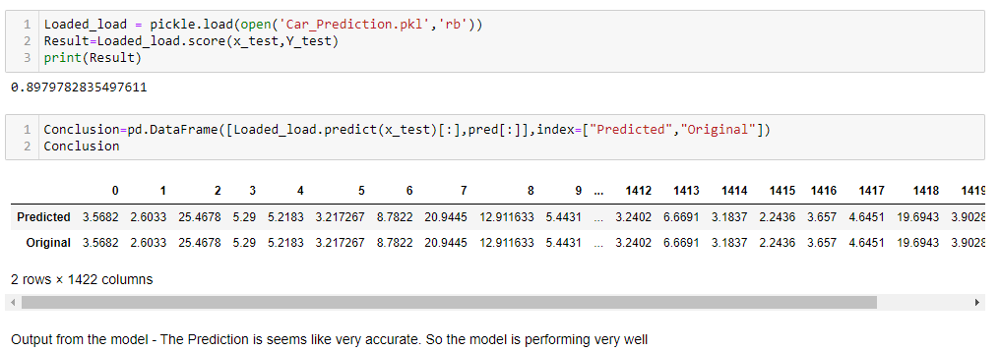 1 Loaded_load = pickle.load(open('Car_Prediction.pkl','rb'))
2 Result=Loaded_load.score(x_test,Y_test)
3 print(Result)
0.8979782835497611
1 Conclusion=pd.DataFrame([Loaded_load.predict(x_test)[:],pred[:]],index=["Predicted","Original"])
2 Conclusion
0 1 2 3 4 5 6 7 8 9 ... 1412 1413 1414 1415 1416 1417 1418 1419
Predicted 3.5682 2.6033 25.4678 5.29 5.2183 3.217267 8.7822 20.9445 12.911633 5.4431 ... 3.2402 6.6691 3.1837 2.2436 3.657 4.6451 19.6943 3.9028
Original 3.5682 2.6033 25.4678 5.29 5.2183 3.217267 8.7822 20.9445 12.911633 5.4431 ... 3.2402 6.6691 3.1837 2.2436 3.657 4.6451 19.6943 3.9028
2 rows × 1422 columns
Output from the model - The Prediction is seems like very accurate. So the model is performing very well